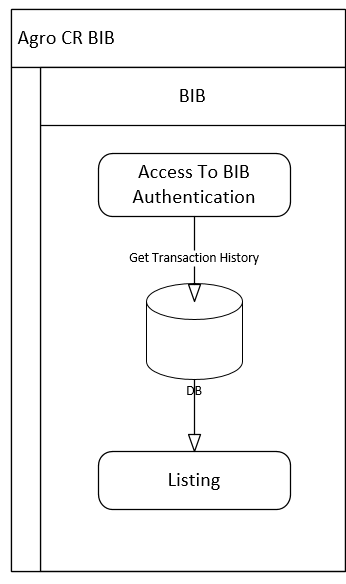 Agro CR BIB
BIB
Access To BIB
Authentication
Get Transaction History
DB
Listing